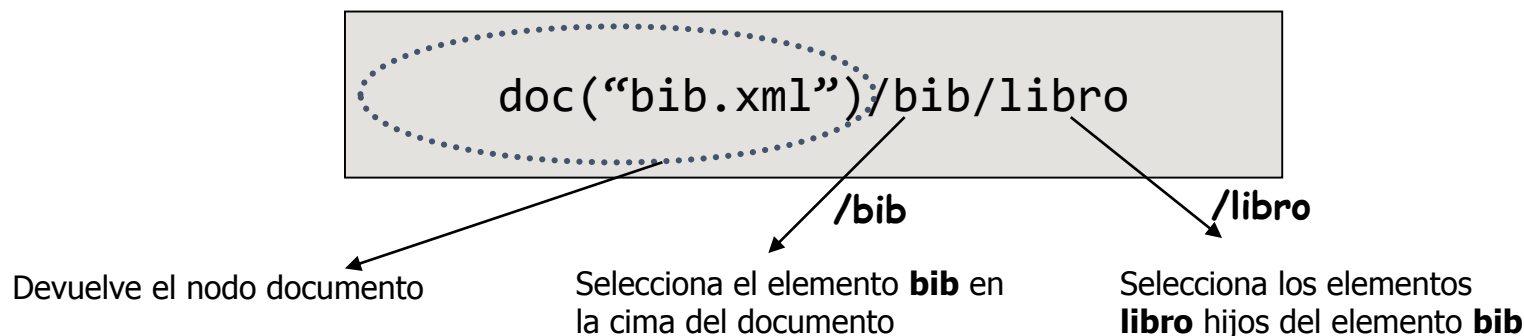 doc(“bib.xml”)/bib/libro
/bib
/libro
Devuelve el nodo documento
Selecciona el elemento bib en
la cima del documento
Selecciona los elementos
libro hijos del elemento bib